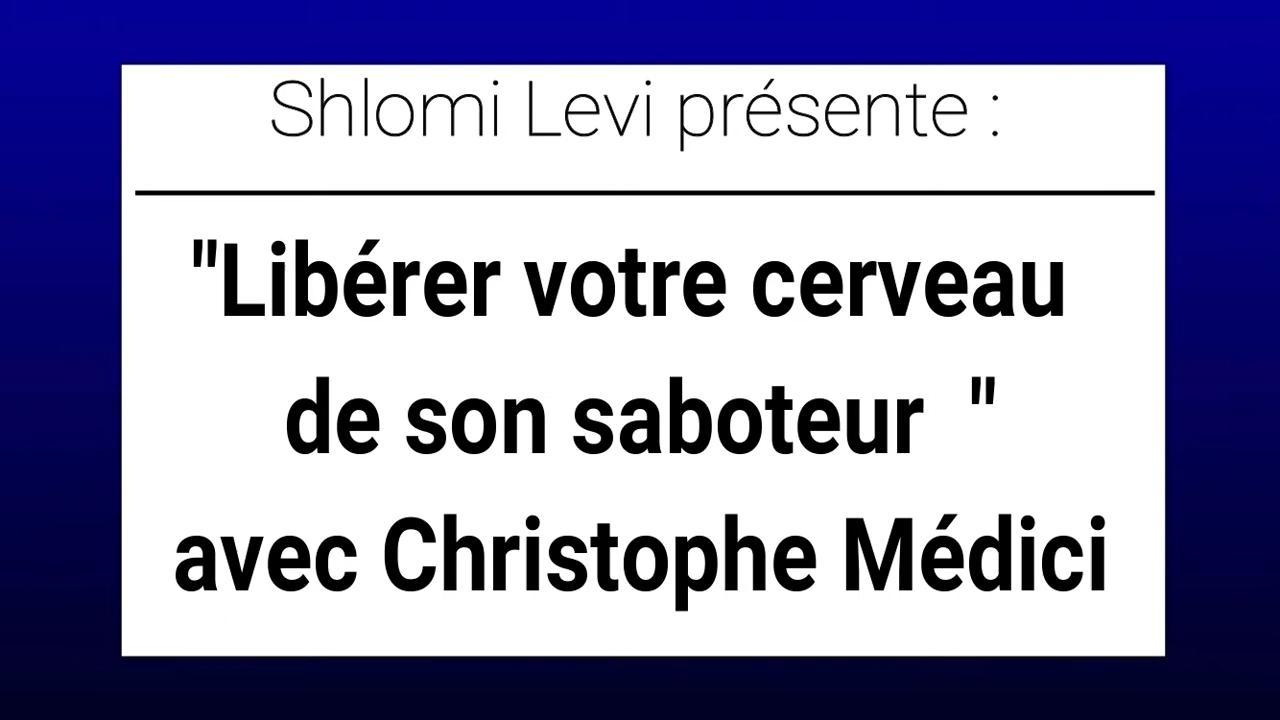 Shlomi Levi présente :
"Libérer votre cerveau
de son saboteur "
avec Christophe Médici